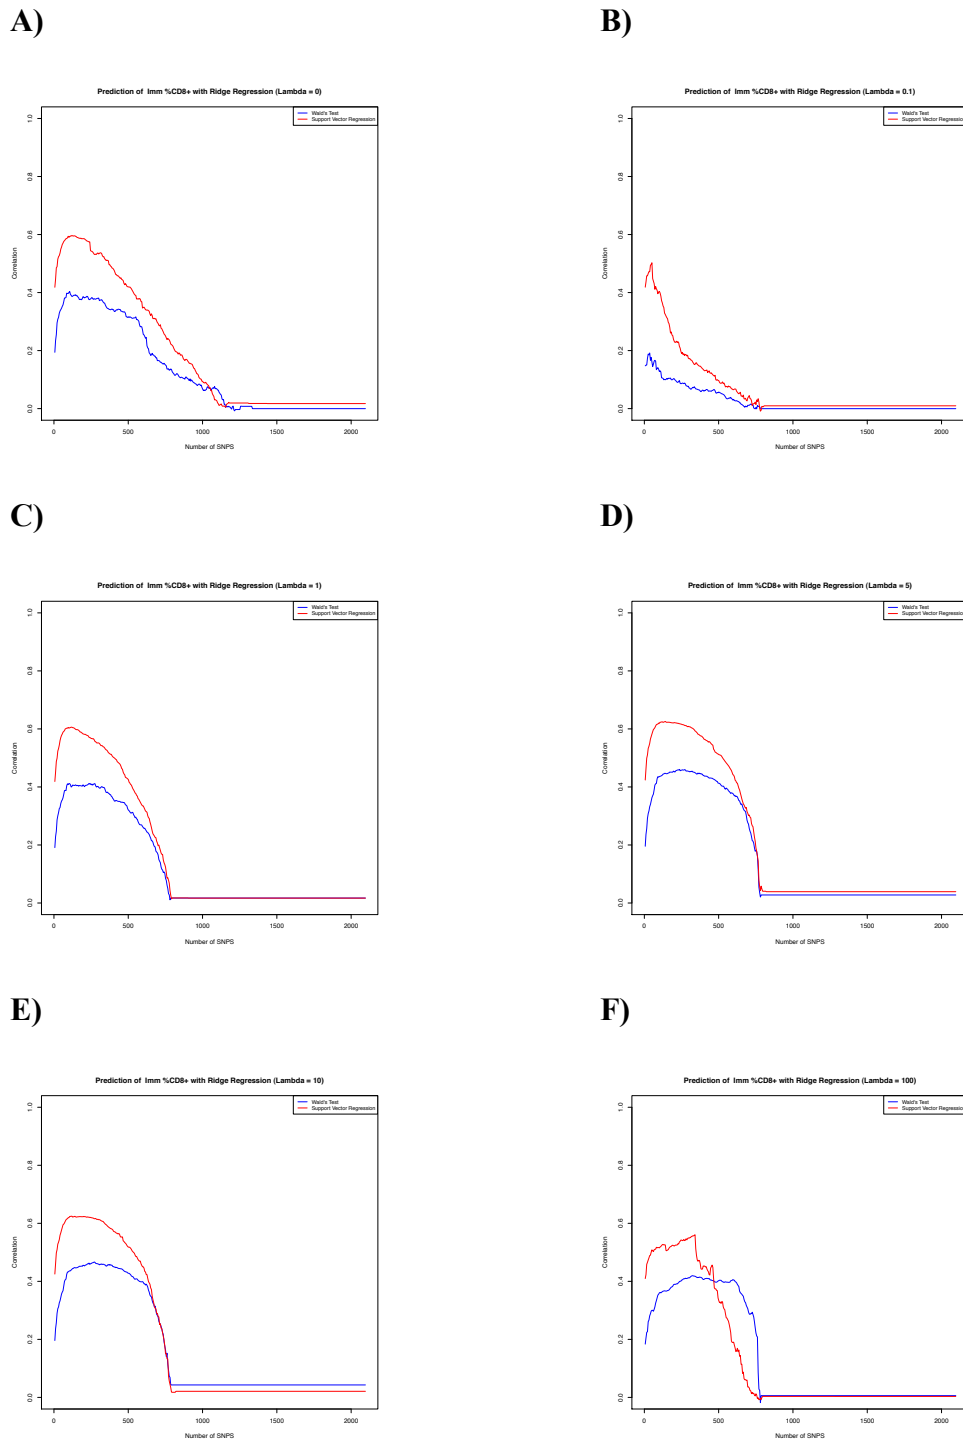 A)
B)
Prediction of Imm %CD8+ with Ridge Regression (Lambda = 0)
Prediction of Imm %CD8+ with Ridge Regression (Lambda = 0.1)
Wald's Test
Support Vector Regression
Wald's Test
Support Vector Regression
Correlation
0.0 0.2 0.4 0.6 0.8 1.0
0 500 1000 1500 2000
Number of SNPS
Correlation
0.0 0.2 0.4 0.6 0.8 1.0
0 500 1000 1500 2000
Number of SNPS
C)
D)
Prediction of Imm %CD8+ with Ridge Regression (Lambda = 1)
Prediction of Imm %CD8+ with Ridge Regression (Lambda = 5)
Wald's Test
Support Vector Regression
Wald's Test
Support Vector Regression
Correlation
0.0 0.2 0.4 0.6 0.8 1.0
0 500 1000 1500 2000
Number of SNPS
Correlation
0.0 0.2 0.4 0.6 0.8 1.0
0 500 1000 1500 2000
Number of SNPS
E)
F)
Prediction of Imm %CD8+ with Ridge Regression (Lambda = 10)
Prediction of Imm %CD8+ with Ridge Regression (Lambda = 100)
Wald's Test
Support Vector Regression
Wald's Test
Support Vector Regression
Correlation
0.0 0.2 0.4 0.6 0.8 1.0
0 500 1000 1500 2000
Number of SNPS
Correlation
0.0 0.2 0.4 0.6 0.8 1.0
0 500 1000 1500 2000
Number of SNPS